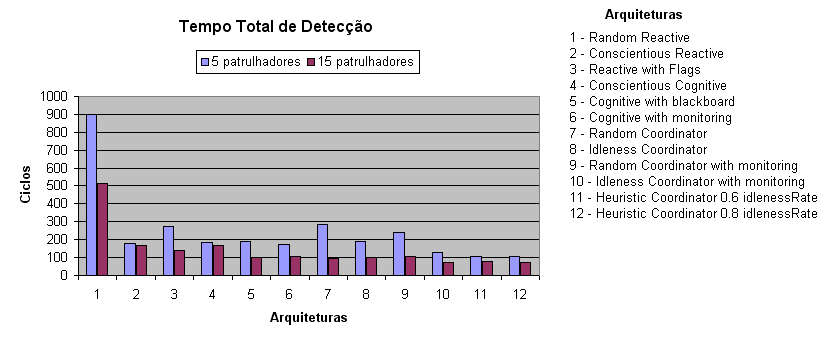 Tempo Total de Detecção
5 patrulhadores 15 patrulhadores
Ciclos
1000
900
800
700
600
500
400
300
200
100
0
1 2 3 4 5 6 7 8 9 10 11 12
Arquiteturas
Arquiteturas
1 - Random Reactive
2 - Conscientious Reactive
3 - Reactive with Flags
4 - Conscientious Cognitive
5 - Cognitive with blackboard
6 - Cognitive with monitoring
7 - Random Coordinator
8 - Idleness Coordinator
9 - Random Coordinator with monitoring
10 - Idleness Coordinator with monitoring
11 - Heuristic Coordinator 0.6 idlenessRate
12 - Heuristic Coordinator 0.8 idlenessRate